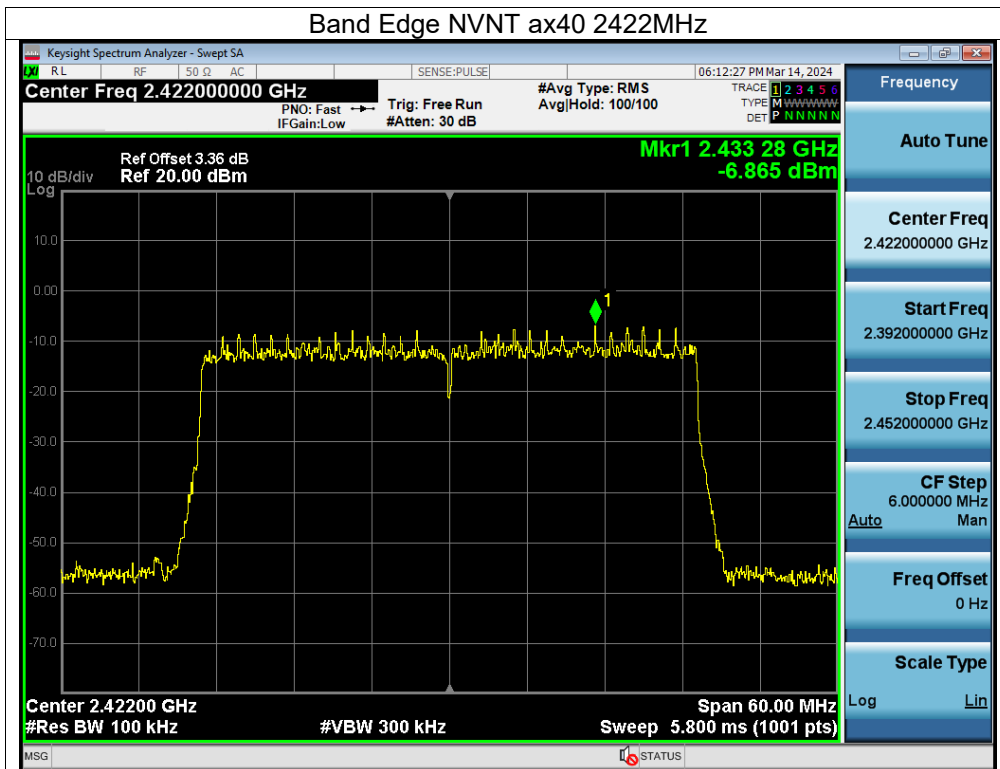 Band Edge NVNT ax40 2422MHz
Keysight Spectrum Analyzer - Swept SA
LXI RL RF 50 Ω AC SENSE:PULSE 06:12:27 PM Mar 14, 2024
Center Freq 2.422000000 GHz #Avg Type: RMS TRACE 1 2 3 4 5 6
PNO: Fast Trig: Free Run Avg|Hold: 100/100 TYPE M WWWWW
IFGain:Low #Atten: 30 dB DET P N N N N N
Ref Offset 3.36 dB Mkr1 2.433 28 GHz
10 dB/div Ref 20.00 dBm -6.865 dBm
Log
10.0
0.00
1
-10.0
-20.0
-30.0
-40.0
-50.0
-60.0
-70.0
Center 2.42200 GHz Span 60.00 MHz
#Res BW 100 kHz #VBW 300 kHz Sweep 5.800 ms (1001 pts)
MSG STATUS
Frequency
Auto Tune
Center Freq
2.422000000 GHz
Start Freq
2.392000000 GHz
Stop Freq
2.452000000 GHz
CF Step
6.000000 MHz
Auto Man
Freq Offset
0 Hz
Scale Type
Log Lin